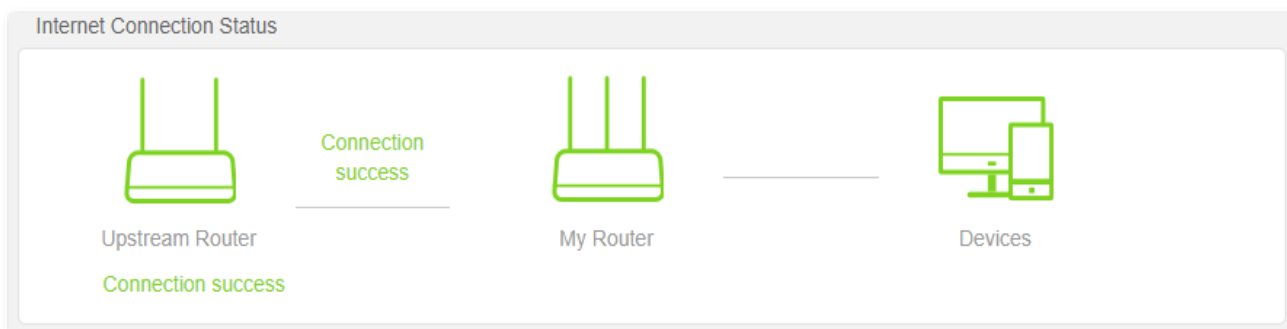 Internet Connection Status
Connection
success
Upstream Router
My Router
Devices
Connection success